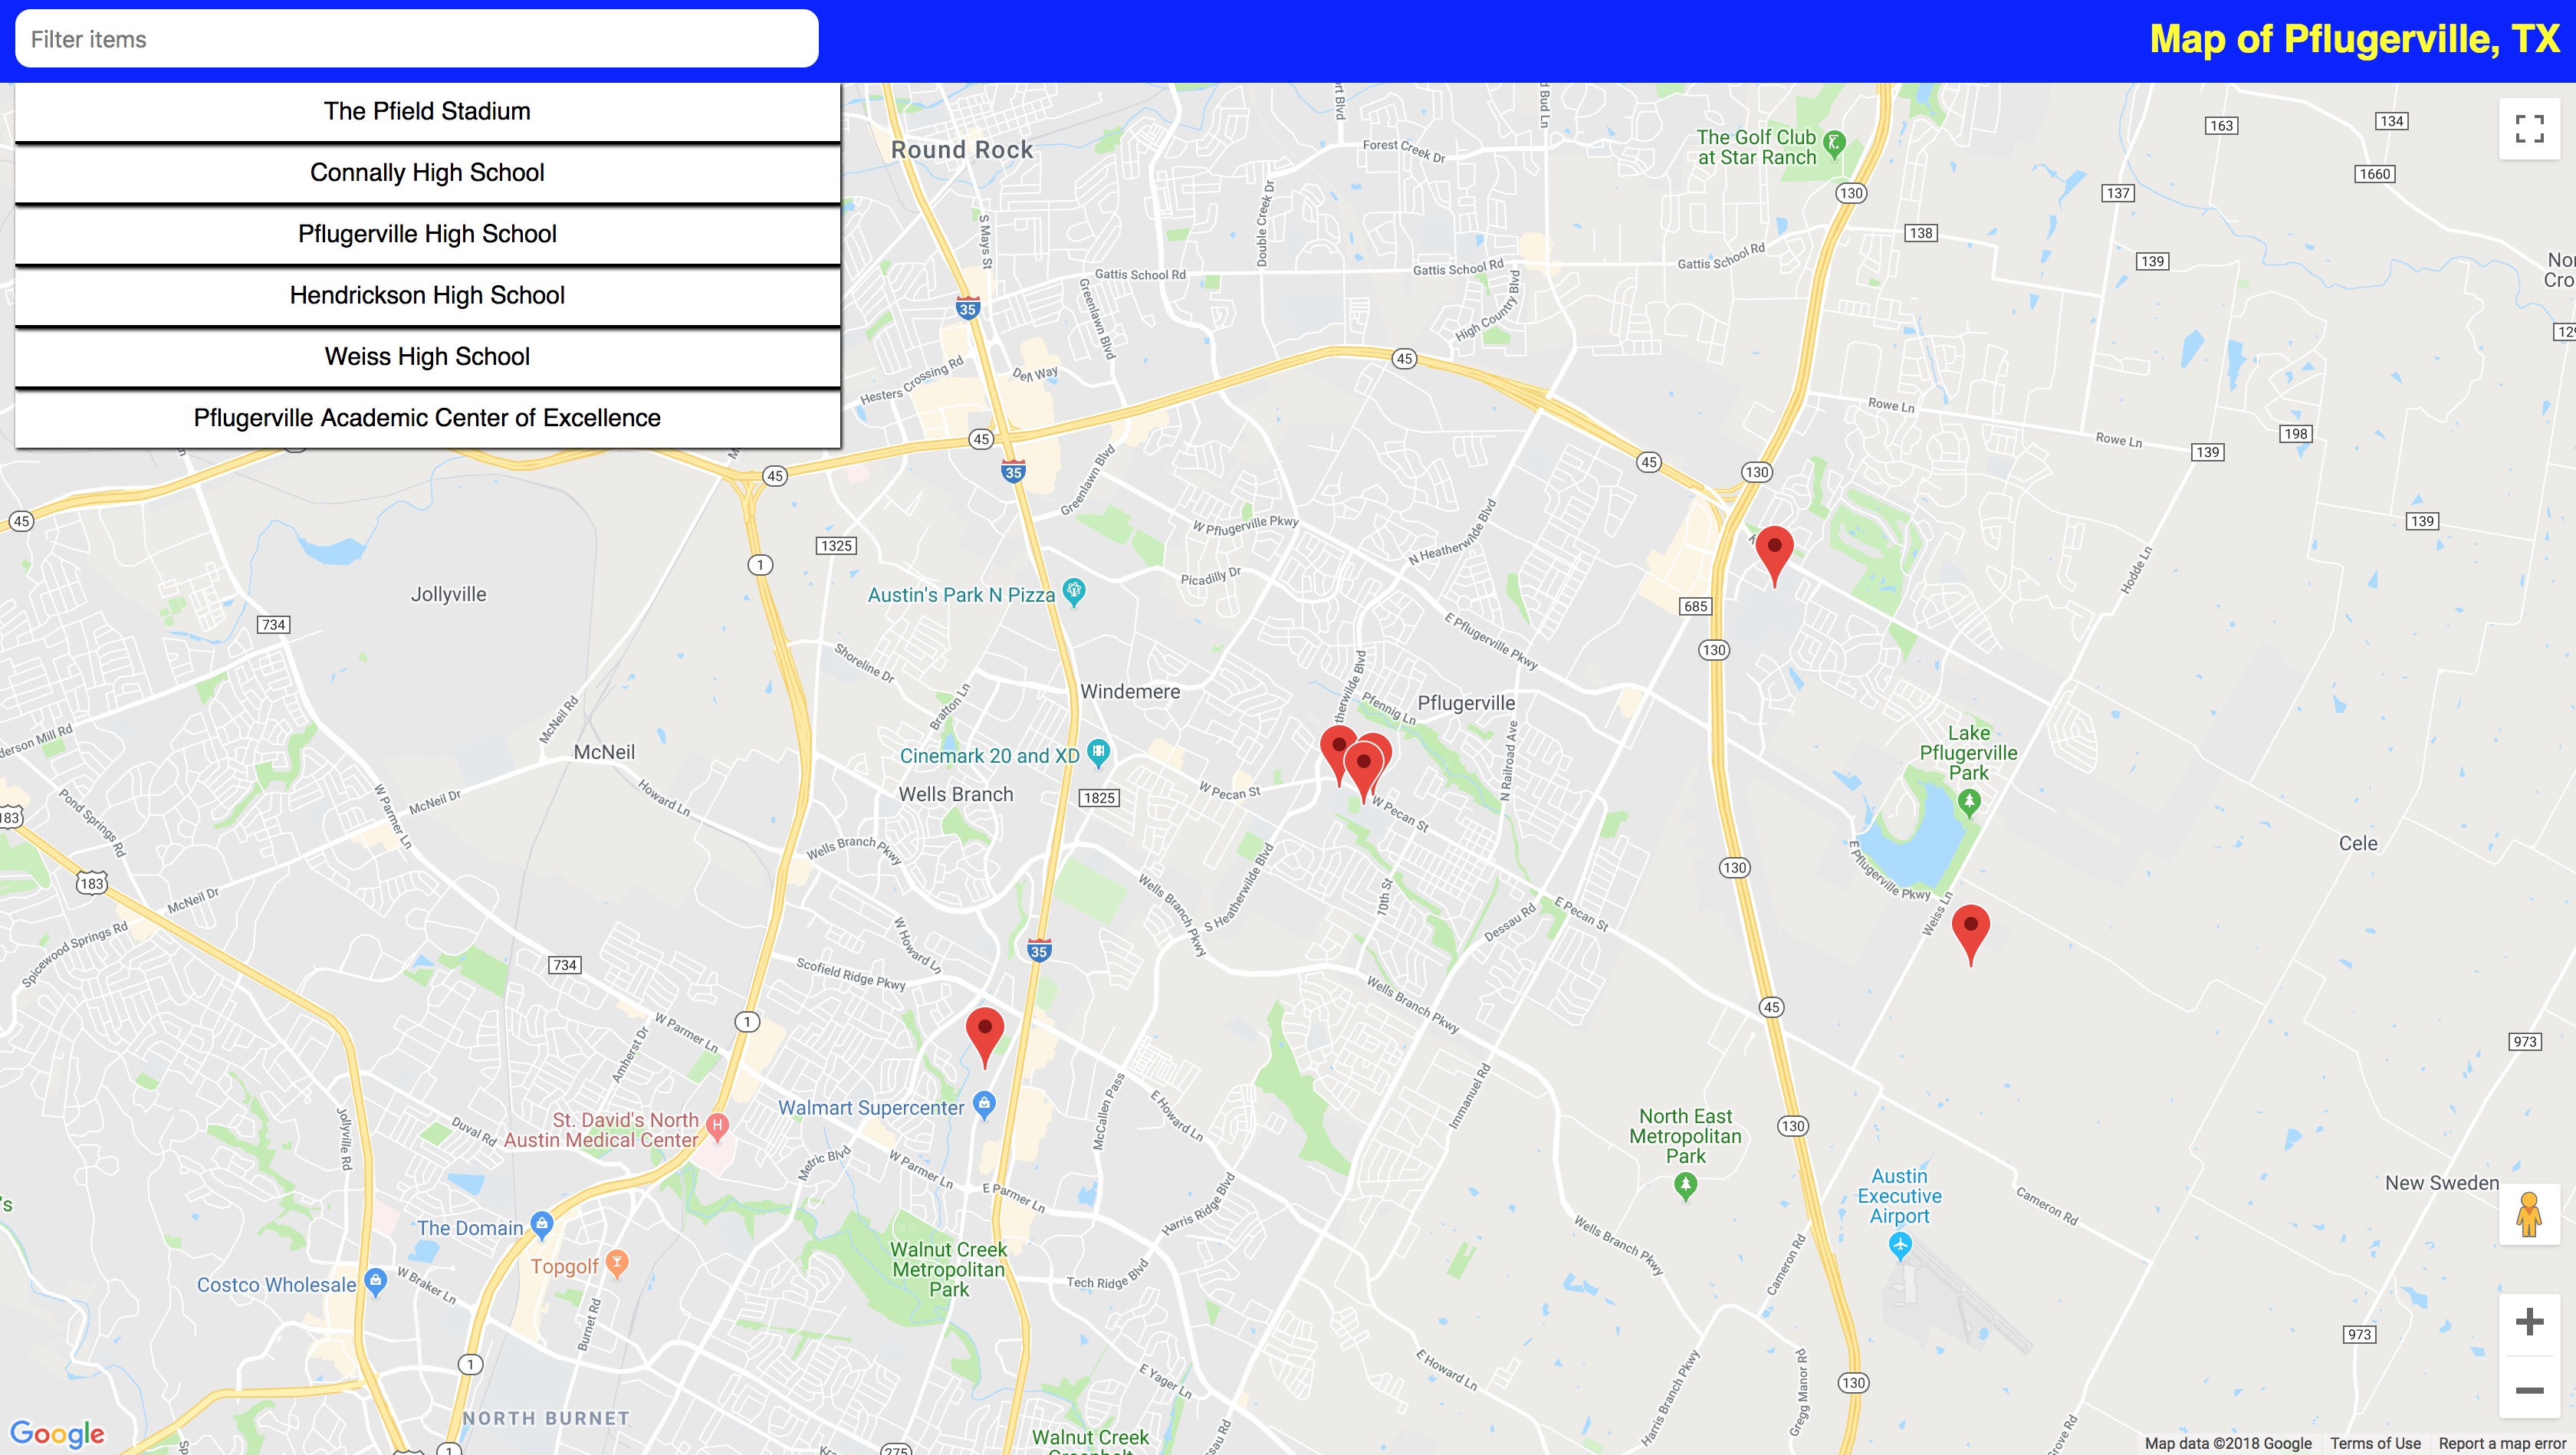 Filter items
Map of Pflugerville, TX
The Pfield Stadium
Connally High School
Pflugerville High School
Hendrickson High School
Weiss High School
Pflugerville Academic Center of Excellence
Round Rock
The Golf Club
at Star Ranch
Forest Creek Dr
Double Creek Dr
S Mays St
Gattis School Rd
Gattis School Rd
Gattis School Rd
Greenlawn Blvd
High Country Blvd
163
134
1660
137
130
138
139
35
45
Hesters Crossing Rd
Dell Way
Rowe Ln
Rowe Ln
198
139
45
45
35
45
130
45
45
139
Greenlawn Blvd
W Pflugerville Pkwy
N Heatherwilde Blvd
1325
1
Hodde Ln
Jollyville
Austin's Park N Pizza
Picadilly Dr
685
734
E Pflugerville Pkwy
130
Shoreline Dr
Bratton Ln
Windemere
Pfennig Ln
Pflugerville
McNeil Rd
McNeil
Cinemark 20 and XD
N Railroad Ave
Lake
Pflugerville
Park
Wells Branch
1825
W Pecan St
W Pecan St
Pond Springs Rd
McNeil Dr
W Parmer Ln
Howard Ln
183
Cele
Wells Branch Pkwy
183
McNeil Dr
130
E Pflugerville Pkwy
Weiss Ln
S Heatherwilde Blvd
70th St
Dessau Rd
E Pecan St
Wells Branch Pkwy
W Howard Ln
35
Spicewood Springs Rd
734
Scofield Ridge Pkwy
Wells Branch Pkwy
45
1
W Parmer Ln
Amherst Dr
973
Immanuel Rd
McCallen Pass
E Howard Ln
Walmart Supercenter
St. David's North
Austin Medical Center
Jollyville Rd
Duval Rd
Metric Blvd
W Parmer Ln
E Parmer Ln
North East
Metropolitan
Park
130
Austin
Executive
Airport
New Sweden
Cameron Rd
Harris Ridge Blvd
The Domain
Topgolf
Costco Wholesale
W Braker Ln
Burnet Rd
Walnut Creek
Metropolitan
Park
Tech Ridge Blvd
Wells Branch Pkwy
Cameron Rd
973
1
E Yager Ln
E Howard Ln
Harris Branch Pkwy
Gregg Manor Rd
130
NORTH BURNET
Google
1
275
Walnut Creek
Map data ©2018 Google
Terms of Use
Report a map error